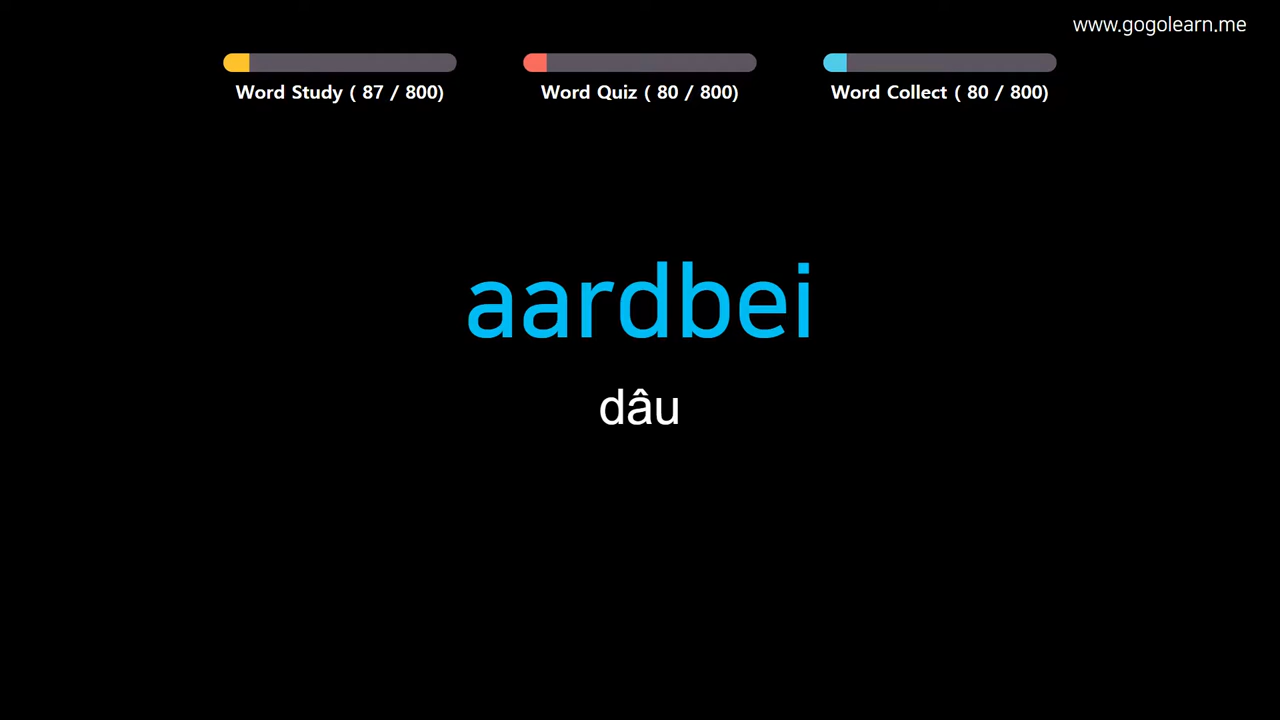 www.gogolearn.me
Word Study ( 87 / 800)
Word Quiz ( 80 / 800)
Word Collect ( 80 / 800)
aardbei
dâu